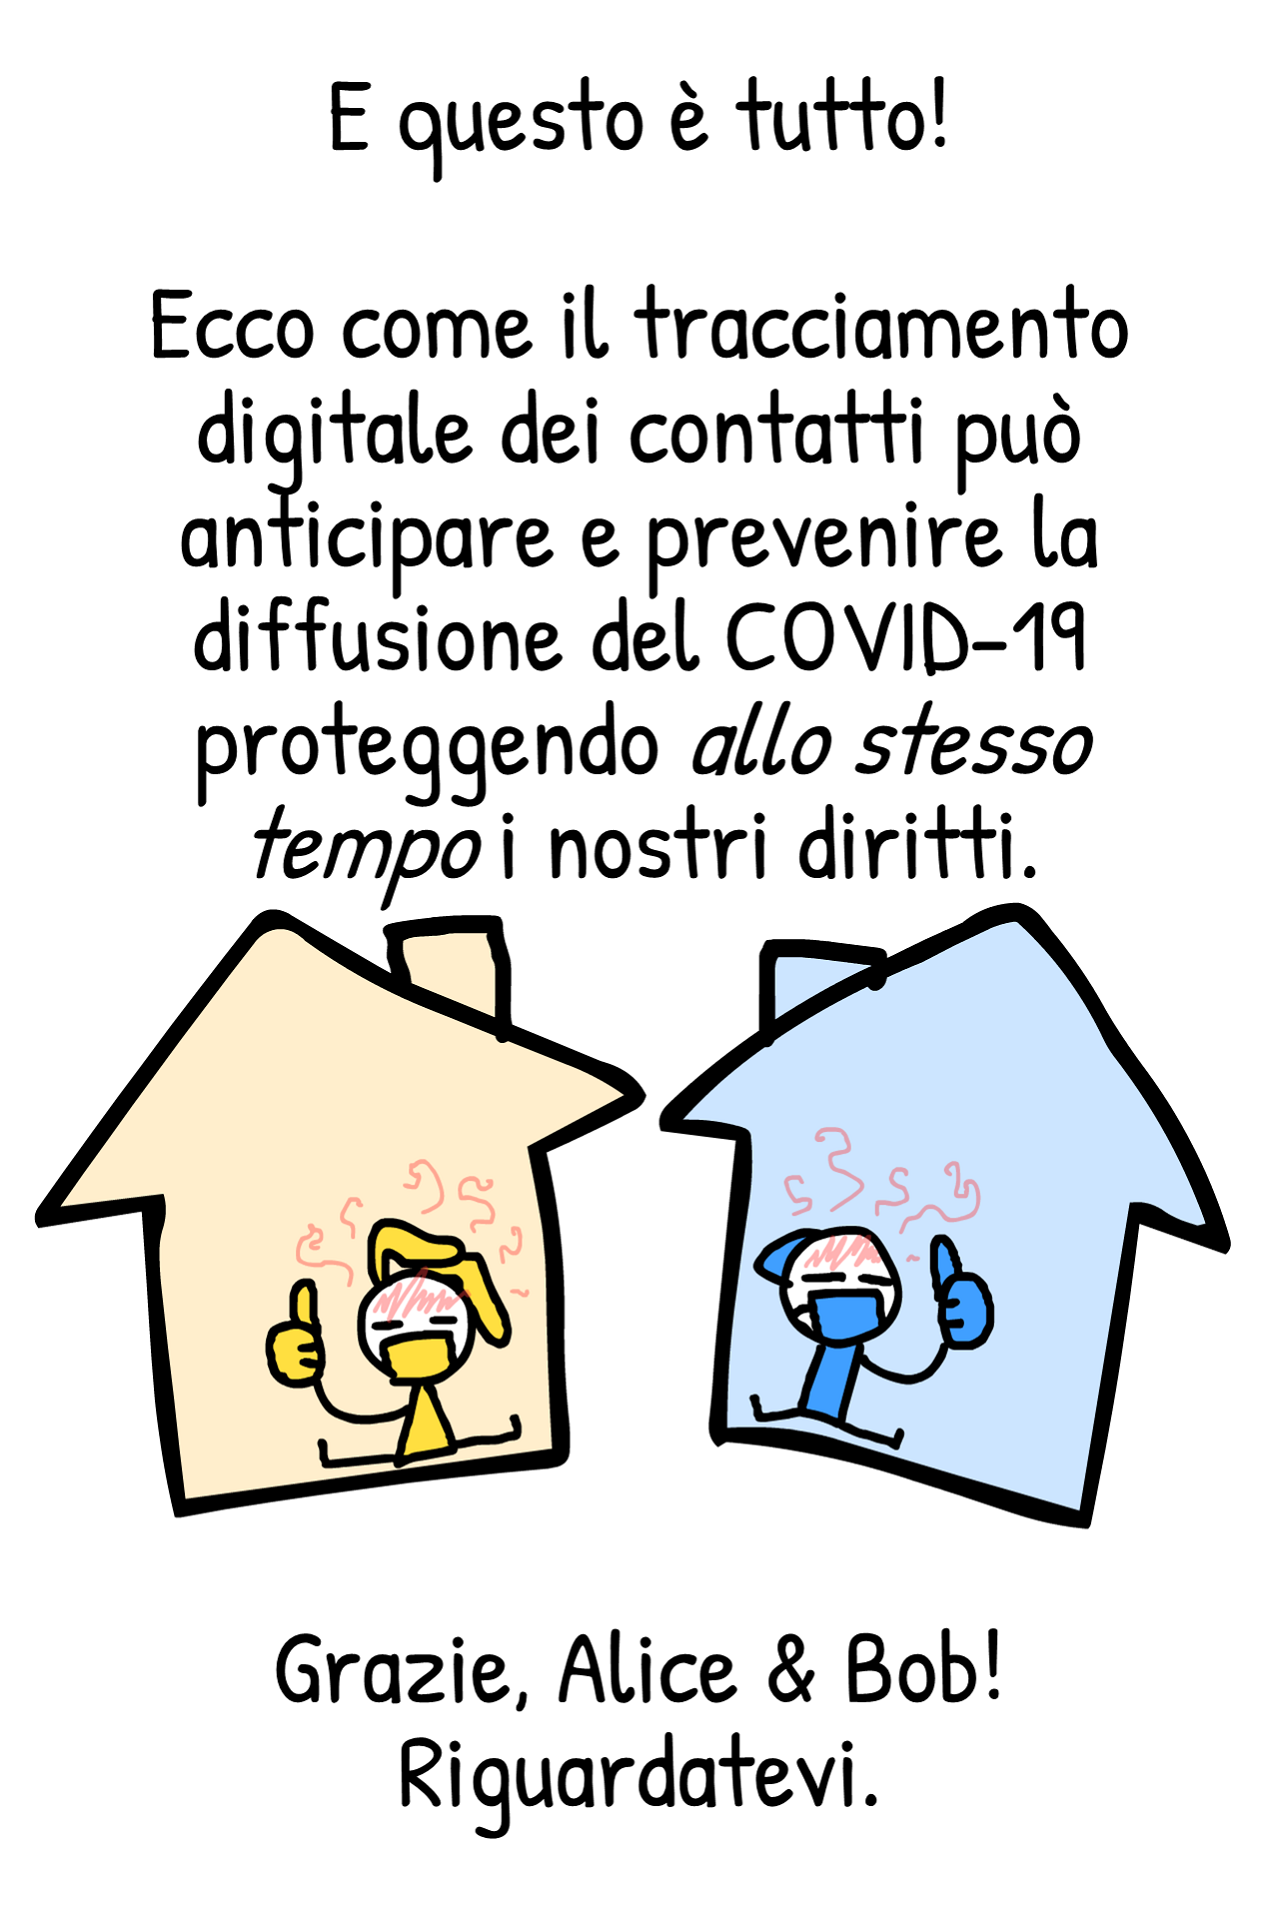 E questo è tutto!
Ecco come il tracciamento
digitale dei contatti può
anticipare e prevenire la
diffusione del COVID-19
proteggendo allo stesso
tempo i nostri diritti.
Grazie, Alice & Bob!
Riguardatevi.